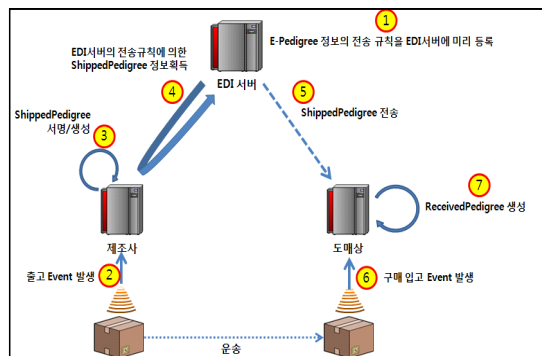 1
E-Pedigree 정보의 전송 규칙을 EDI서버에 미리 등록
EDI서버의 전송규칙에 의한
ShippedPedigree 정보획득
EDI 서버
4
5
ShippedPedigree 전송
ShippedPedigree
서명/생성
3
7
ReceivedPedigree 생성
제조사
도매상
출고 Event 발생
2
6
구매 입고 Event 발생
운송